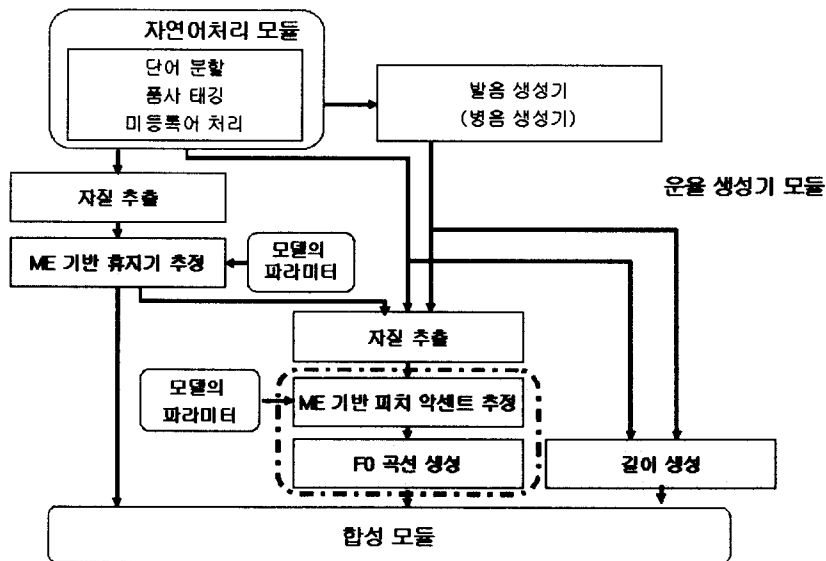 자연어처리 모듈
단어 분할
품사 태깅
미등록어 처리
발음 생성기
(병음 생성기)
운율 생성기 모듈
자질 추출
ME 기반 휴지기 추정
모델의
파라미터
자질 추출
모델의
파라미터
ME 기반 피치 악센트 추정
F0 곡선 생성
길이 생성
합성 모듈